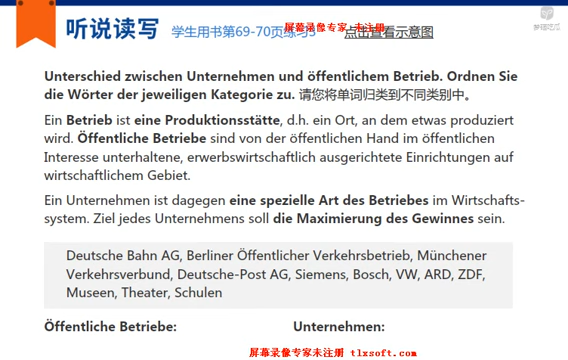 听说读写 学生用书第69-70页练习3 点击查看示意图
屏幕录像专家 未注册
Unterschied zwischen Unternehmen und öffentlichem Betrieb. Ordnen Sie
die Wörter der jeweiligen Kategorie zu. 请您将单词归类到不同类别中。
Ein Betrieb ist eine Produktionsstätte, d.h. ein Ort, an dem etwas produziert
wird. Öffentliche Betriebe sind von der öffentlichen Hand im öffentlichen
Interesse unterhaltene, erwerbswirtschaftlich ausgerichtete Einrichtungen auf
wirtschaftlichem Gebiet.
Ein Unternehmen ist dagegen eine spezielle Art des Betriebes im Wirtschafts-
system. Ziel jedes Unternehmens soll die Maximierung des Gewinnes sein.
Deutsche Bahn AG, Berliner Öffentlicher Verkehrsbetrieb, Münchener
Verkehrsverbund, Deutsche-Post AG, Siemens, Bosch, VW, ARD, ZDF,
Museen, Theater, Schulen
Öffentliche Betriebe: Unternehmen:
屏幕录像专家未注册 tlxsoft.com